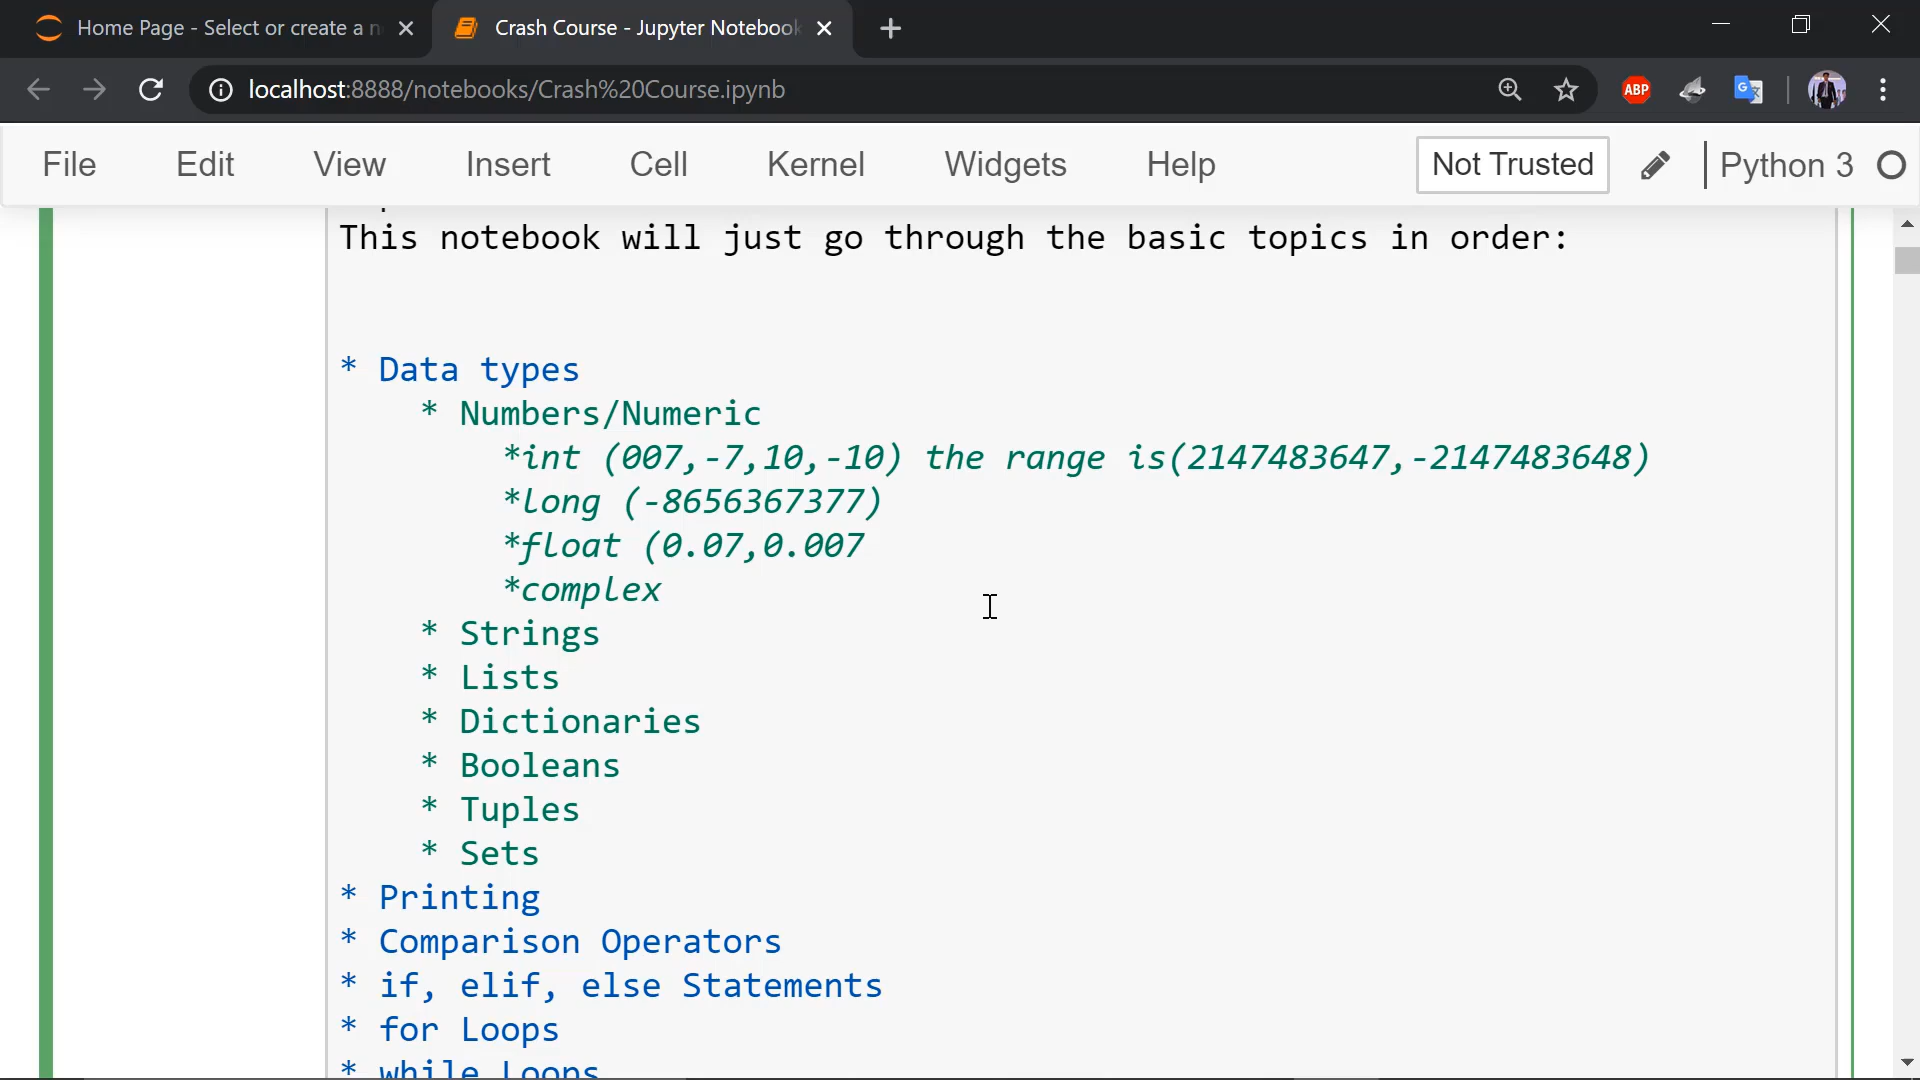 Home Page - Select or create a n
Crash Course - Jupyter Notebook
localhost:8888/notebooks/Crash%20Course.ipynb
ABP
File Edit View Insert Cell Kernel Widgets Help Not Trusted Python 3
This notebook will just go through the basic topics in order:
* Data types
* Numbers/Numeric
*int (007,-7,10,-10) the range is(2147483647,-2147483648)
*long (-8656367377)
*float (0.07,0.007
*complex
* Strings
* Lists
* Dictionaries
* Booleans
* Tuples
* Sets
* Printing
* Comparison Operators
* if, elif, else Statements
* for Loops
* while Loops